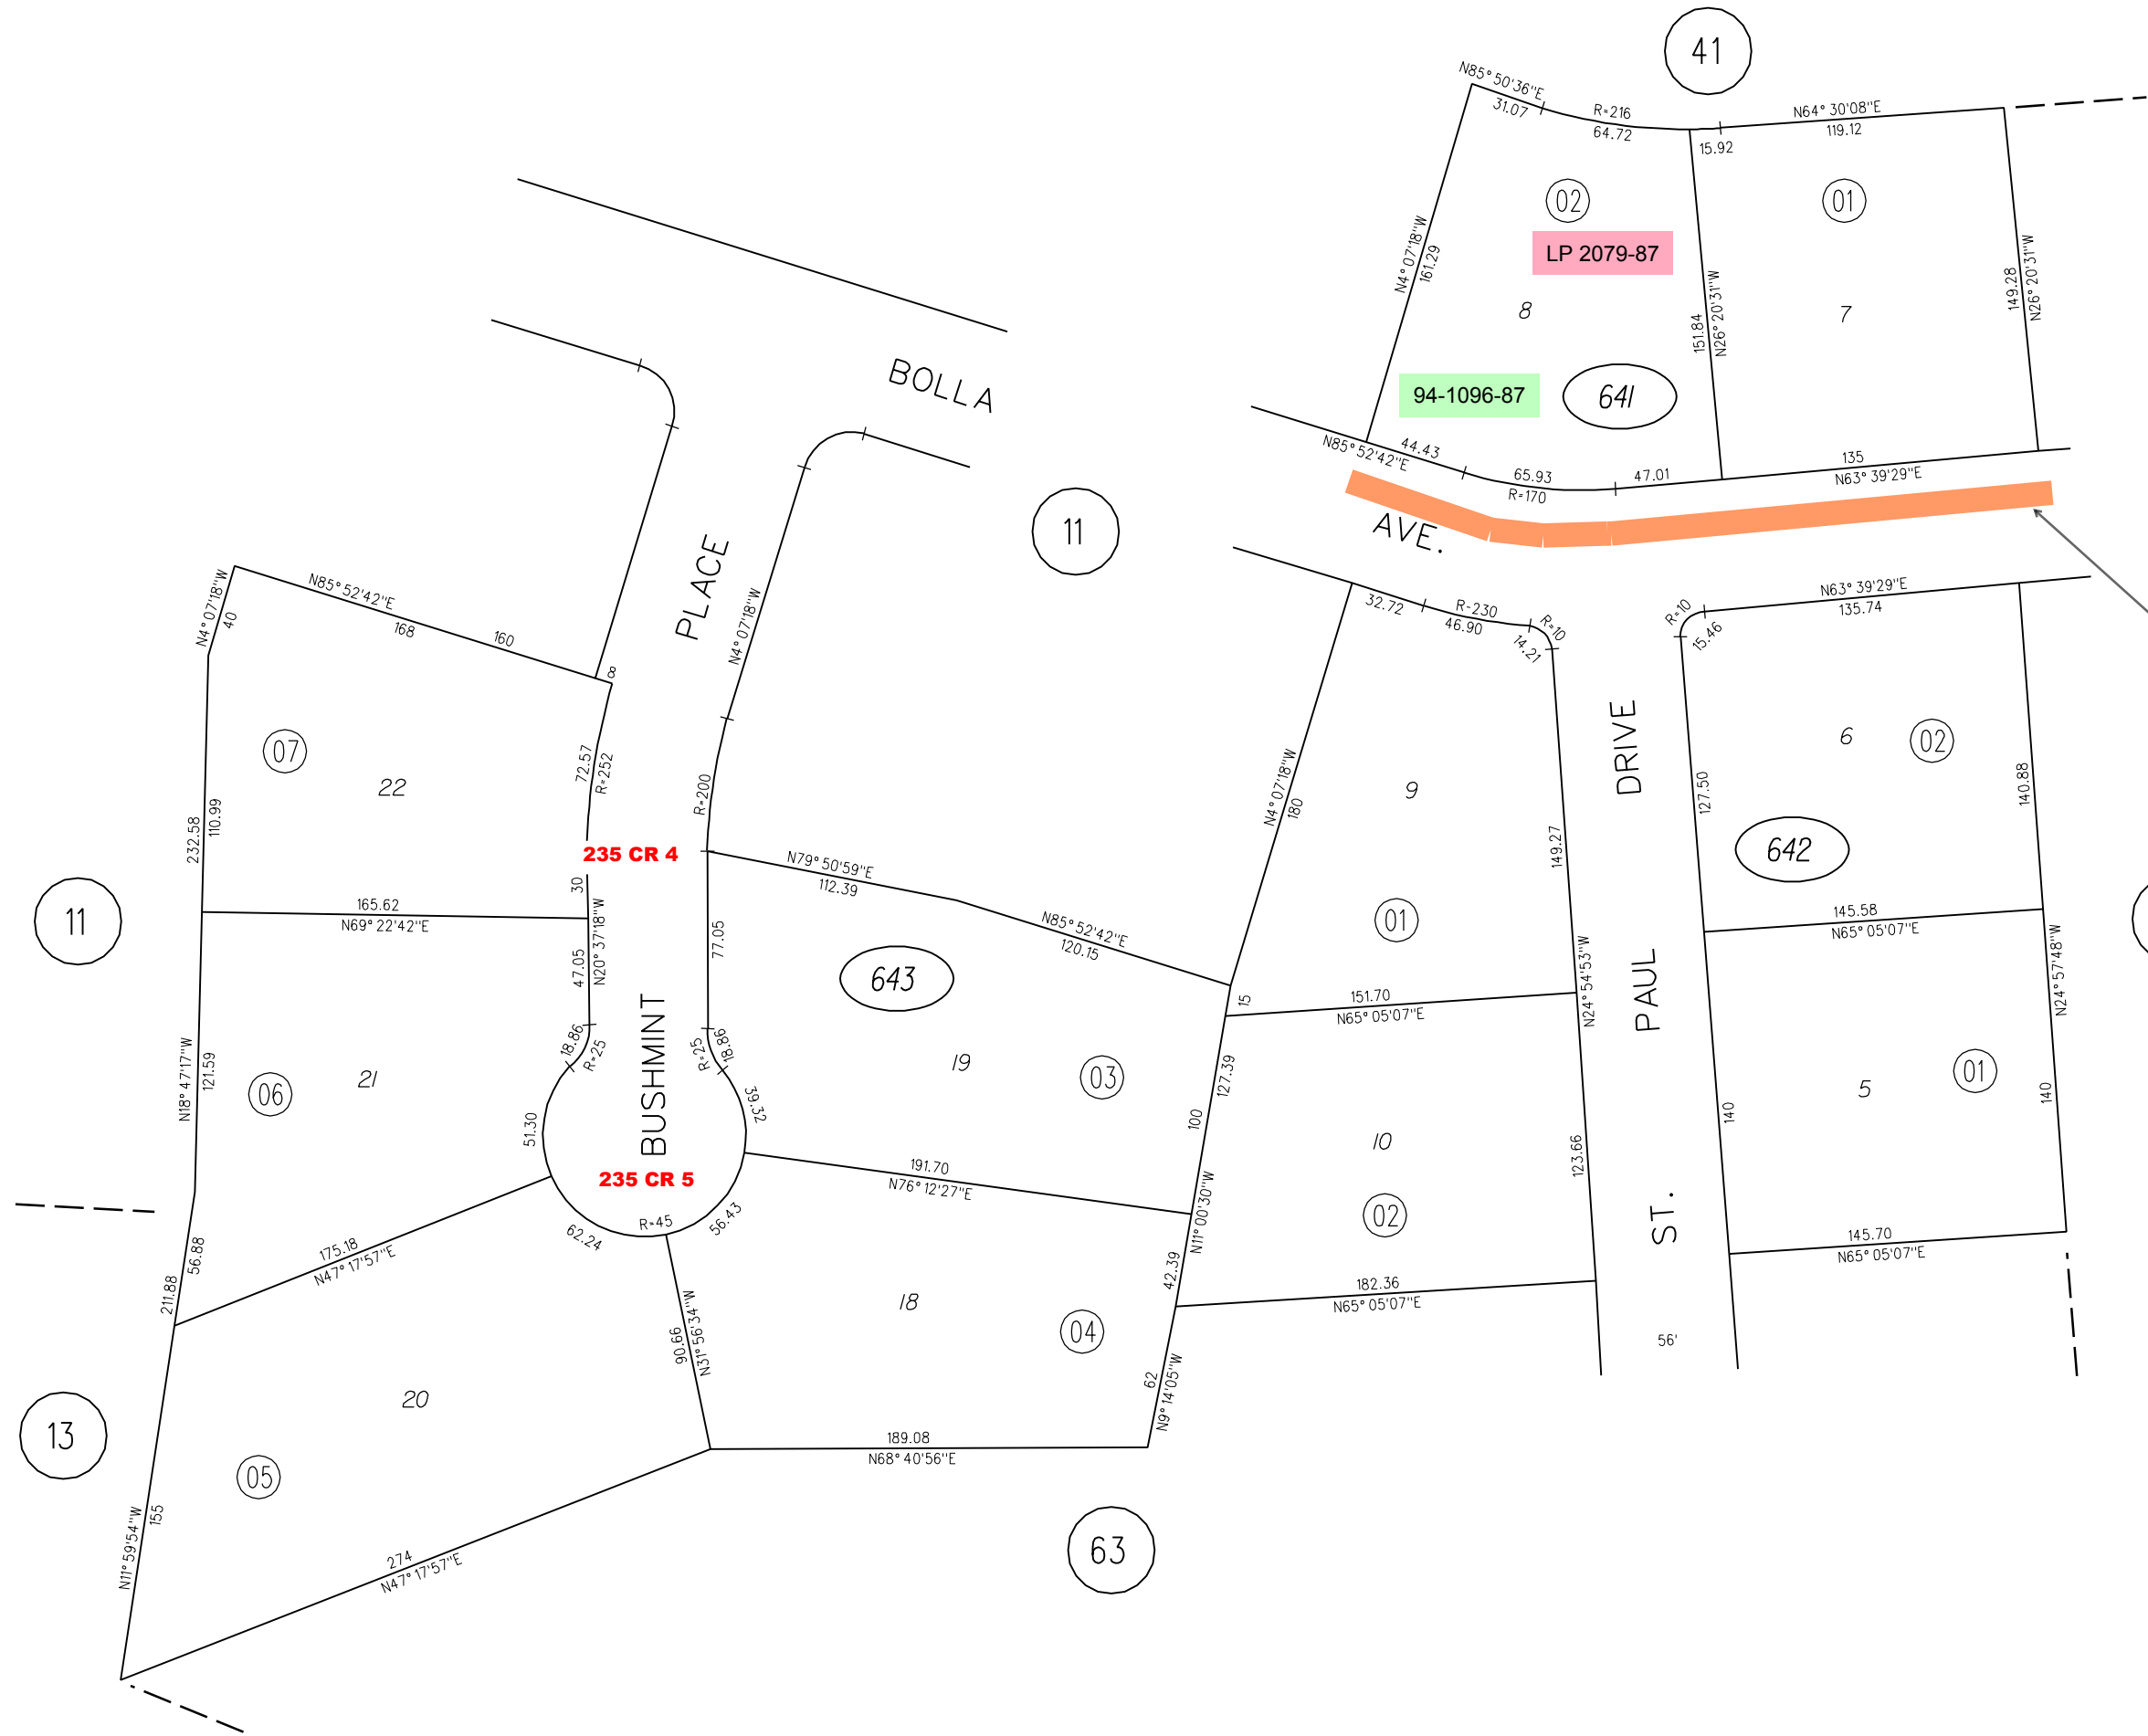 41
N85° 50'36"E
31.07
R=216
64.72
15.92
N64° 30'08"E
119.12
02
01
LP 2079-87
N4° 07'18"W
161.29
8
7
151.84
N26° 20'31"W
149.28
N26° 20'31"W
94-1096-87
641
44.43
N85° 52'42"E
65.93
R=170
47.01
135
N63° 39'29"E
BOLLA
AVE.
11
PLACE
N4° 07'18"W
N4° 07'18"W
40
N85° 52'42"E
168
160
8
07
22
72.57
R=252
R=200
232.58
110.99
235 CR 4
30
165.62
N69° 22'42"E
47.05
N20° 37'18"W
77.05
N79° 50'59"E
112.39
N85° 52'42"E
120.15
643
11
32.72
R-230
46.90
R=10
14.21
N4° 07'18"W
180
9
01
149.27
15
151.70
N65° 05'07"E
N24° 54'53"W
R=10
15.46
N63° 39'29"E
135.74
DRIVE
PAUL
ST.
56'
6
02
127.50
140.88
642
145.58
N65° 05'07"E
N24° 57'48"W
5
01
140
140
145.70
N65° 05'07"E
18.86
R=25
R=25
18.86
39.32
BUSHMINT
51.30
235 CR 5
R=45
62.24
56.43
N18° 47'17"W
121.59
06
21
19
03
127.39
100
10
02
123.66
191.70
N76° 12'27"E
N11° 00'30"W
42.39
182.36
N65° 05'07"E
175.18
N47° 17'57"E
56.88
211.88
90.66
N31° 56'34"W
18
04
62
N9° 14'05"W
20
05
13
189.08
N68° 40'56"E
N11° 59'54"W
155
274
N47° 17'57"E
63